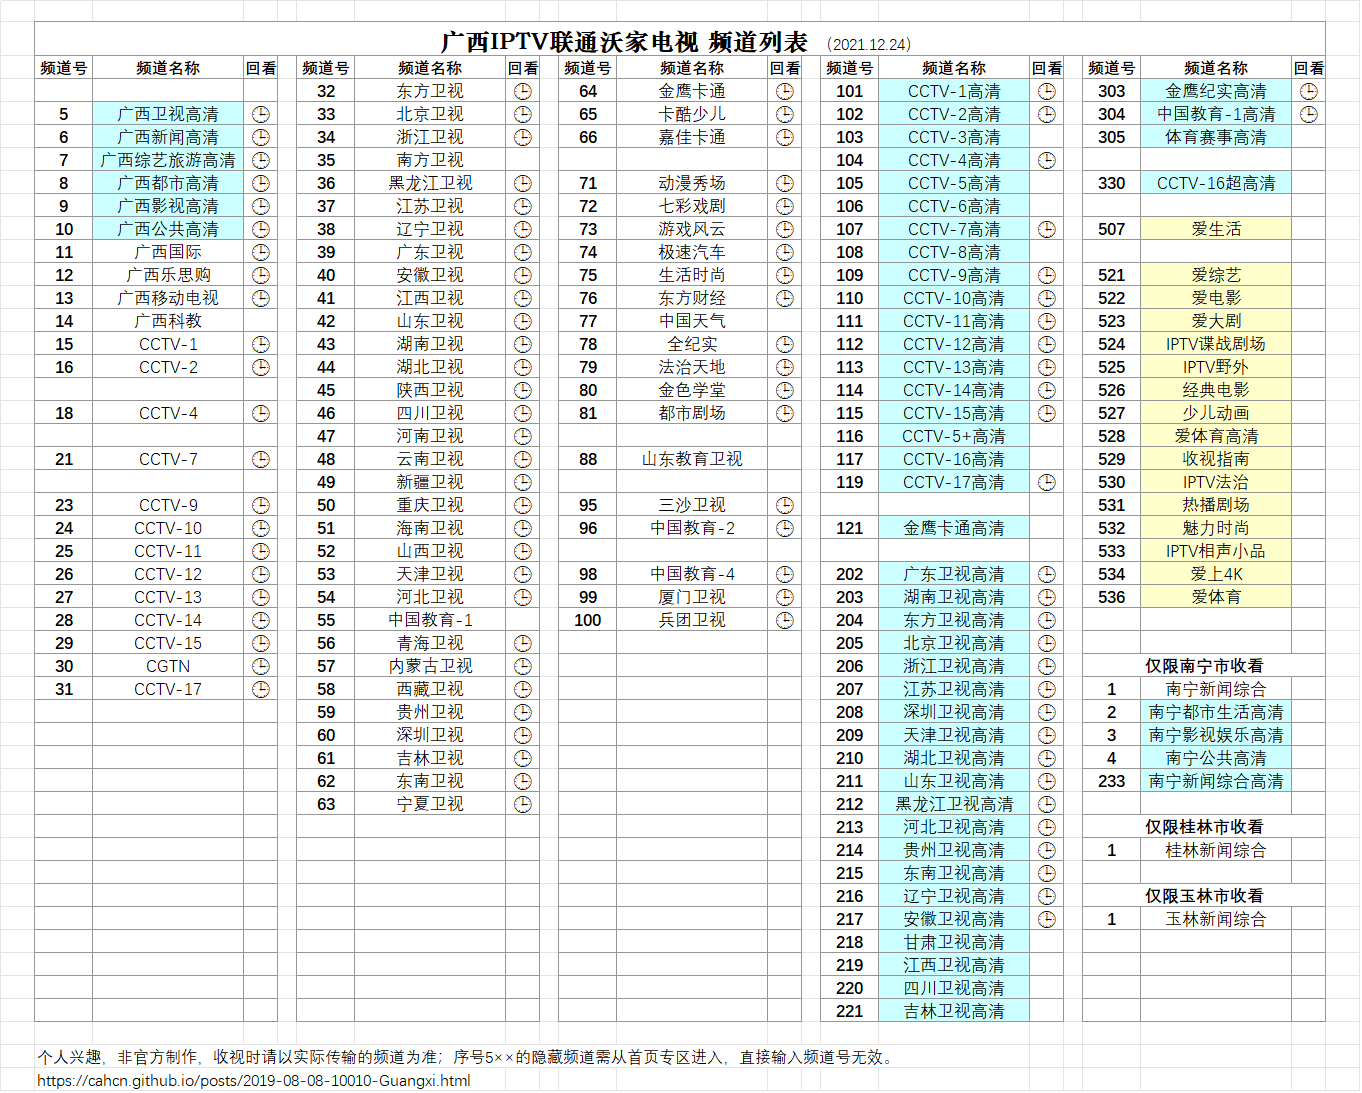 广西IPTV联通沃家电视 频道列表 （2021.12.24）
频道号 频道名称 回看
5 广西卫视高清
6 广西新闻高清
7 广西综艺旅游高清
8 广西都市高清
9 广西影视高清
10 广西公共高清
11 广西国际
12 广西乐思购
13 广西移动电视
14 广西科教
15 CCTV-1
16 CCTV-2
18 CCTV-4
21 CCTV-7
23 CCTV-9
24 CCTV-10
25 CCTV-11
26 CCTV-12
27 CCTV-13
28 CCTV-14
29 CCTV-15
30 CGTN
31 CCTV-17
频道号 频道名称 回看
32 东方卫视
33 北京卫视
34 浙江卫视
35 南方卫视
36 黑龙江卫视
37 江苏卫视
38 辽宁卫视
39 广东卫视
40 安徽卫视
41 江西卫视
42 山东卫视
43 湖南卫视
44 湖北卫视
45 陕西卫视
46 四川卫视
47 河南卫视
48 云南卫视
49 新疆卫视
50 重庆卫视
51 海南卫视
52 山西卫视
53 天津卫视
54 河北卫视
55 中国教育-1
56 青海卫视
57 内蒙古卫视
58 西藏卫视
59 贵州卫视
60 深圳卫视
61 吉林卫视
62 东南卫视
63 宁夏卫视
频道号 频道名称 回看
64 金鹰卡通
65 卡酷少儿
66 嘉佳卡通
71 动漫秀场
72 七彩戏剧
73 游戏风云
74 极速汽车
75 生活时尚
76 东方财经
77 中国天气
78 全纪实
79 法治天地
80 金色学堂
81 都市剧场
88 山东教育卫视
95 三沙卫视
96 中国教育-2
98 中国教育-4
99 厦门卫视
100 兵团卫视
频道号 频道名称 回看
101 CCTV-1高清
102 CCTV-2高清
103 CCTV-3高清
104 CCTV-4高清
105 CCTV-5高清
106 CCTV-6高清
107 CCTV-7高清
108 CCTV-8高清
109 CCTV-9高清
110 CCTV-10高清
111 CCTV-11高清
112 CCTV-12高清
113 CCTV-13高清
114 CCTV-14高清
115 CCTV-15高清
116 CCTV-5+高清
117 CCTV-16高清
119 CCTV-17高清
121 金鹰卡通高清
202 广东卫视高清
203 湖南卫视高清
204 东方卫视高清
205 北京卫视高清
206 浙江卫视高清
207 江苏卫视高清
208 深圳卫视高清
209 天津卫视高清
210 湖北卫视高清
211 山东卫视高清
212 黑龙江卫视高清
213 河北卫视高清
214 贵州卫视高清
215 东南卫视高清
216 辽宁卫视高清
217 安徽卫视高清
218 甘肃卫视高清
219 江西卫视高清
220 四川卫视高清
221 吉林卫视高清
频道号 频道名称 回看
303 金鹰纪实高清
304 中国教育-1高清
305 体育赛事高清
330 CCTV-16超高清
507 爱生活
521 爱综艺
522 爱电影
523 爱大剧
524 IPTV谍战剧场
525 IPTV野外
526 经典电影
527 少儿动画
528 爱体育高清
529 收视指南
530 IPTV法治
531 热播剧场
532 魅力时尚
533 IPTV相声小品
534 爱上4K
536 爱体育
仅限南宁市收看
1 南宁新闻综合
2 南宁都市生活高清
3 南宁影视娱乐高清
4 南宁公共高清
233 南宁新闻综合高清
仅限桂林市收看
1 桂林新闻综合
仅限玉林市收看
1 玉林新闻综合
个人兴趣，非官方制作，收视时请以实际传输的频道为准；序号5××的隐藏频道需从首页专区进入，直接输入频道号无效。
https://cahcn.github.io/posts/2019-08-08-10010-Guangxi.html